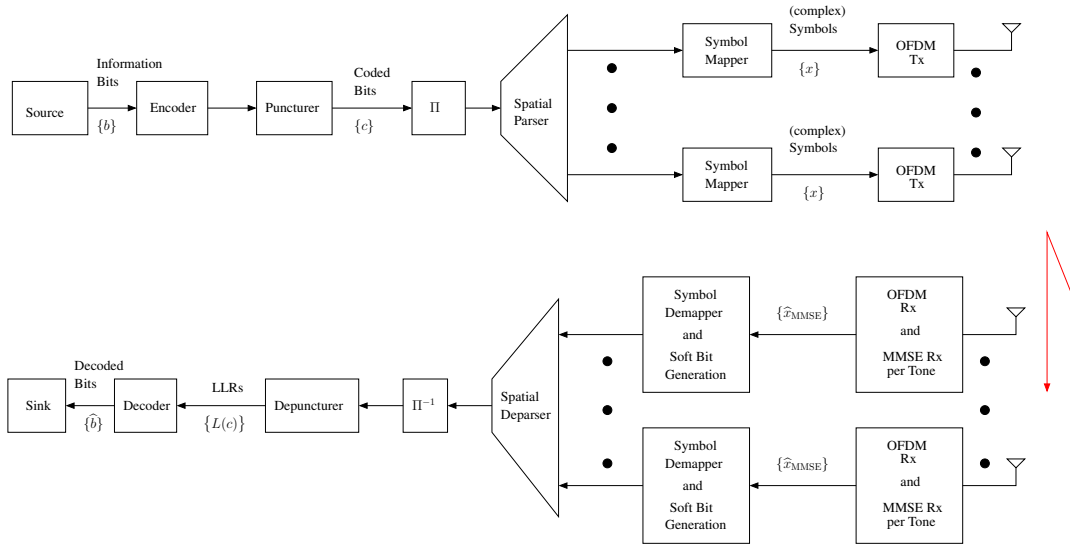 (complex)
Symbols
Symbol
Mapper
{x}
OFDM
Tx
Information
Bits
Coded
Bits
Source
{b}
Encoder
Puncturer
{c}
Π
Spatial
Parser
(complex)
Symbols
Symbol
Mapper
{x}
OFDM
Tx
Symbol
Demapper
and
Soft Bit
Generation
{x̂_MMSE}
OFDM
Rx
and
MMSE Rx
per Tone
Decoded
Bits
LLRs
Sink
{b̂}
Decoder
{L(c)}
Depuncturer
Π⁻¹
Spatial
Deparser
Symbol
Demapper
and
Soft Bit
Generation
{x̂_MMSE}
OFDM
Rx
and
MMSE Rx
per Tone